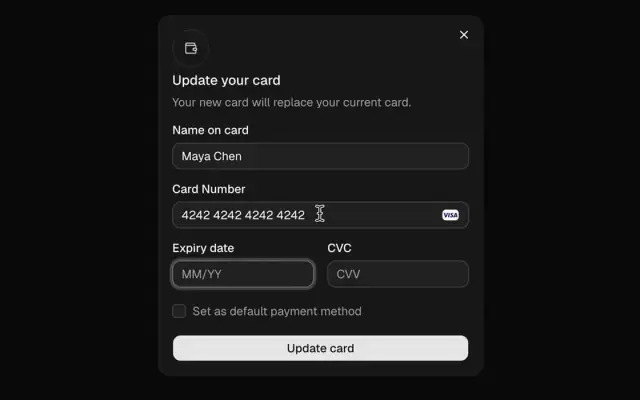 Update your card
Your new card will replace your current card.
Name on card
Maya Chen
Card Number
4242 4242 4242 4242
VISA
Expiry date
CVC
MM/YY
CVV
Set as default payment method
Update card